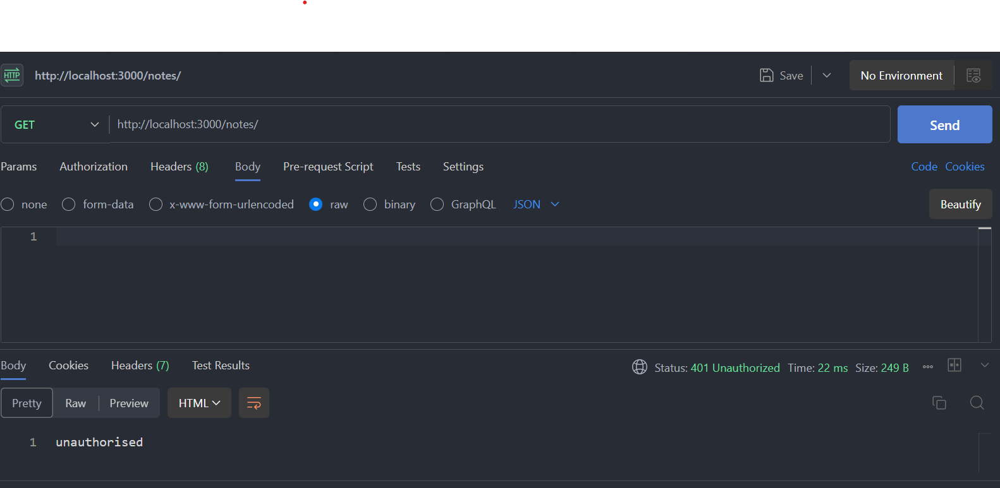 HTTP http://localhost:3000/notes/ Save No Environment
GET http://localhost:3000/notes/ Send
Params Authorization Headers (8) Body Pre-request Script Tests Settings Code Cookies
none form-data x-www-form-urlencoded raw binary GraphQL JSON Beautify
1
Body Cookies Headers (7) Test Results Status: 401 Unauthorized Time: 22 ms Size: 249 B
Pretty Raw Preview HTML
1 unauthorised